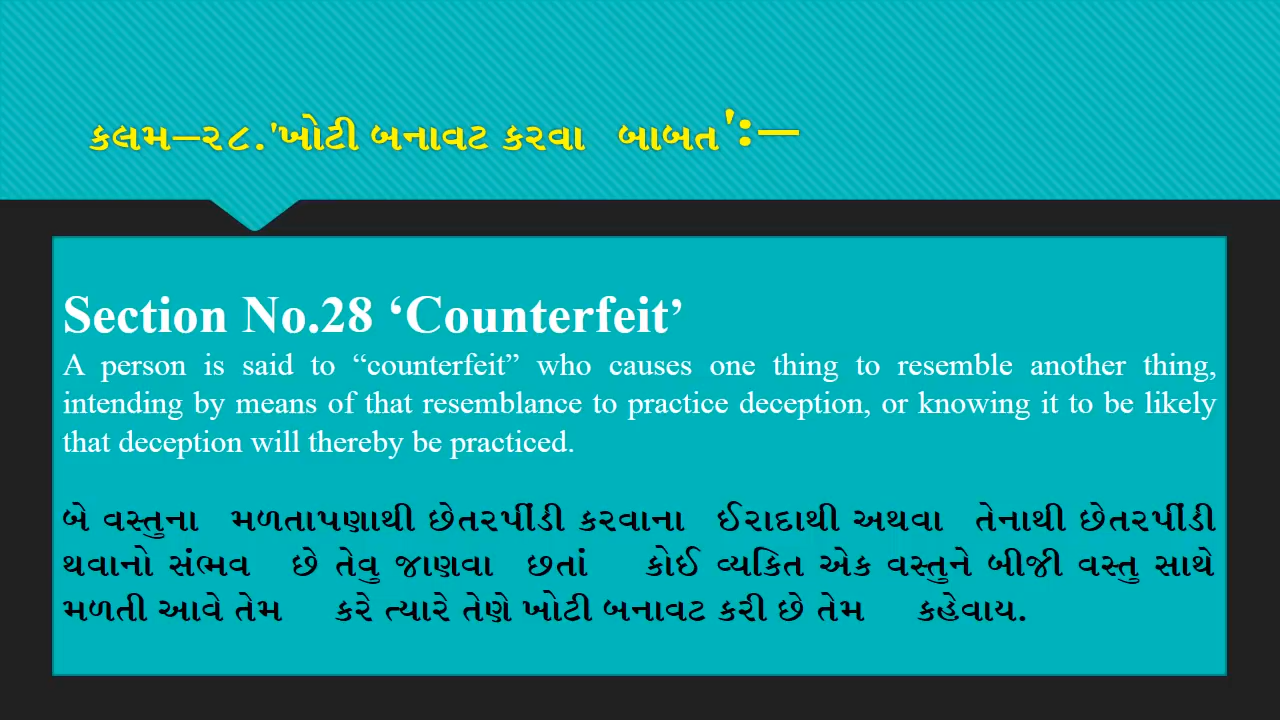 કલમ–૨૮.'ખોટી બનાવટ કરવા બાબત':–
Section No.28 ‘Counterfeit’
A person is said to “counterfeit” who causes one thing to resemble another thing,
intending by means of that resemblance to practice deception, or knowing it to be likely
that deception will thereby be practiced.
બે વસ્તુના મળતાપણાથી છેતરપીંડી કરવાના ઈરાદાથી અથવા તેનાથી છેતરપીંડી
થવાનો સંભવ છે તેવુ જાણવા છતાં કોઈ વ્યકિત એક વસ્તુને બીજી વસ્તુ સાથે
મળતી આવે તેમ કરે ત્યારે તેણે ખોટી બનાવટ કરી છે તેમ કહેવાય.